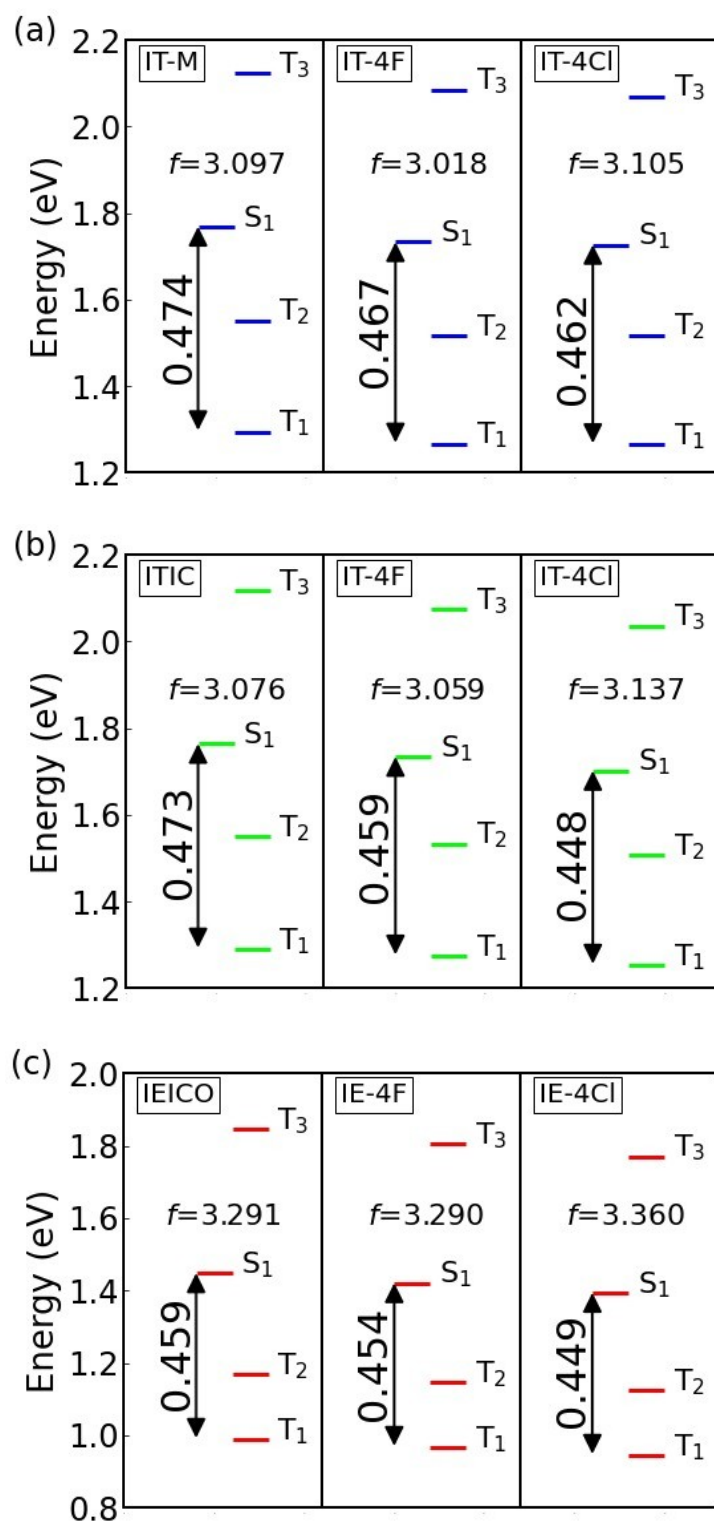 (a)
Energy (eV)
2.2
2.0
1.8
1.6
1.4
1.2
IT-M
T₃
f=3.097
S₁
0.474
T₂
T₁
IT-4F
T₃
f=3.018
S₁
0.467
T₂
T₁
IT-4Cl
T₃
f=3.105
S₁
0.462
T₂
T₁
(b)
Energy (eV)
2.2
2.0
1.8
1.6
1.4
1.2
ITIC
T₃
f=3.076
S₁
0.473
T₂
T₁
IT-4F
T₃
f=3.059
S₁
0.459
T₂
T₁
IT-4Cl
T₃
f=3.137
S₁
0.448
T₂
T₁
(c)
Energy (eV)
2.0
1.8
1.6
1.4
1.2
1.0
0.8
IEICO
T₃
f=3.291
S₁
0.459
T₂
T₁
IE-4F
T₃
f=3.290
S₁
0.454
T₂
T₁
IE-4Cl
T₃
f=3.360
S₁
0.449
T₂
T₁